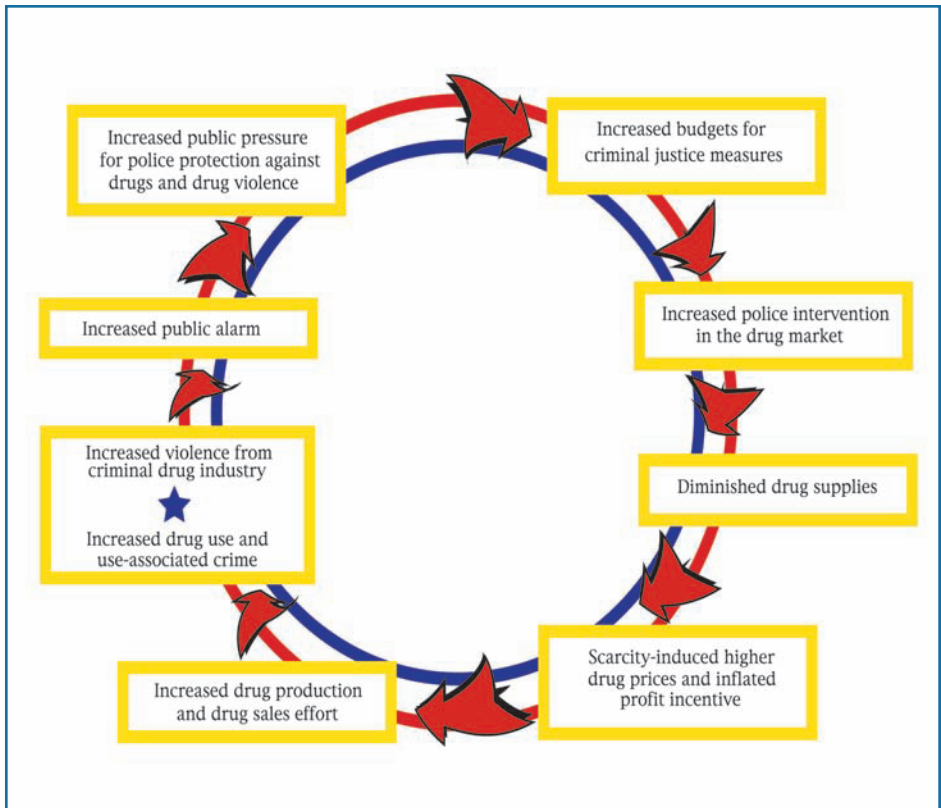 Increased public pressure
for police protection against
drugs and drug violence
Increased budgets for
criminal justice measures
Increased police intervention
in the drug market
Diminished drug supplies
Scarcity-induced higher
drug prices and inflated
profit incentive
Increased drug production
and drug sales effort
Increased violence from
criminal drug industry
Increased drug use and
use-associated crime
Increased public alarm